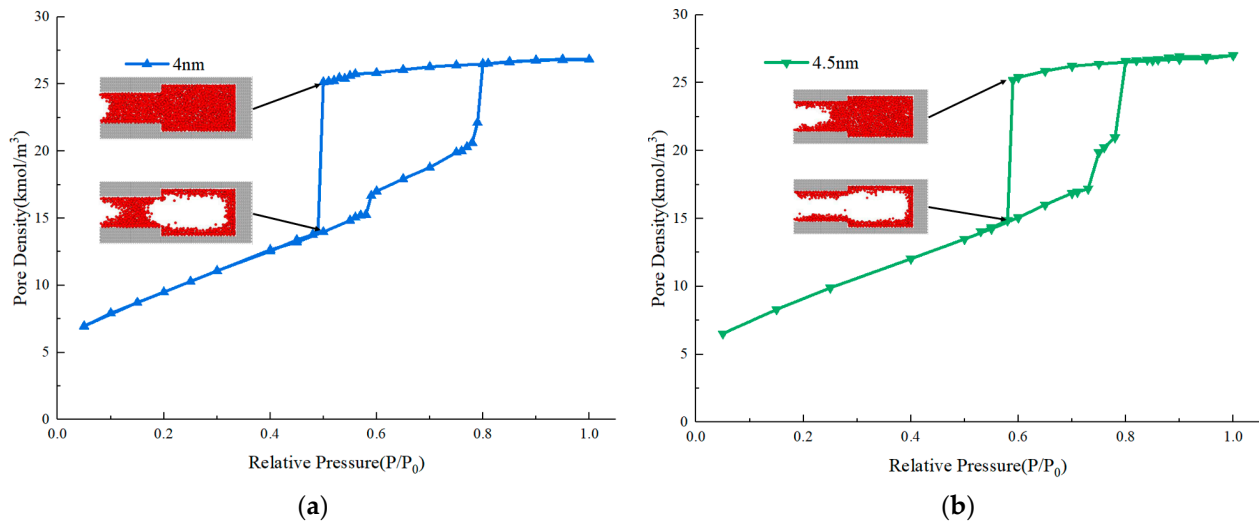 30
25
20
15
10
5
0
Pore Density(kmol/m³)
4nm
0.0 0.2 0.4 0.6 0.8 1.0
Relative Pressure(P/P₀)
(a)
30
25
20
15
10
5
0
Pore Density(kmol/m³)
4.5nm
0.0 0.2 0.4 0.6 0.8 1.0
Relative Pressure(P/P₀)
(b)